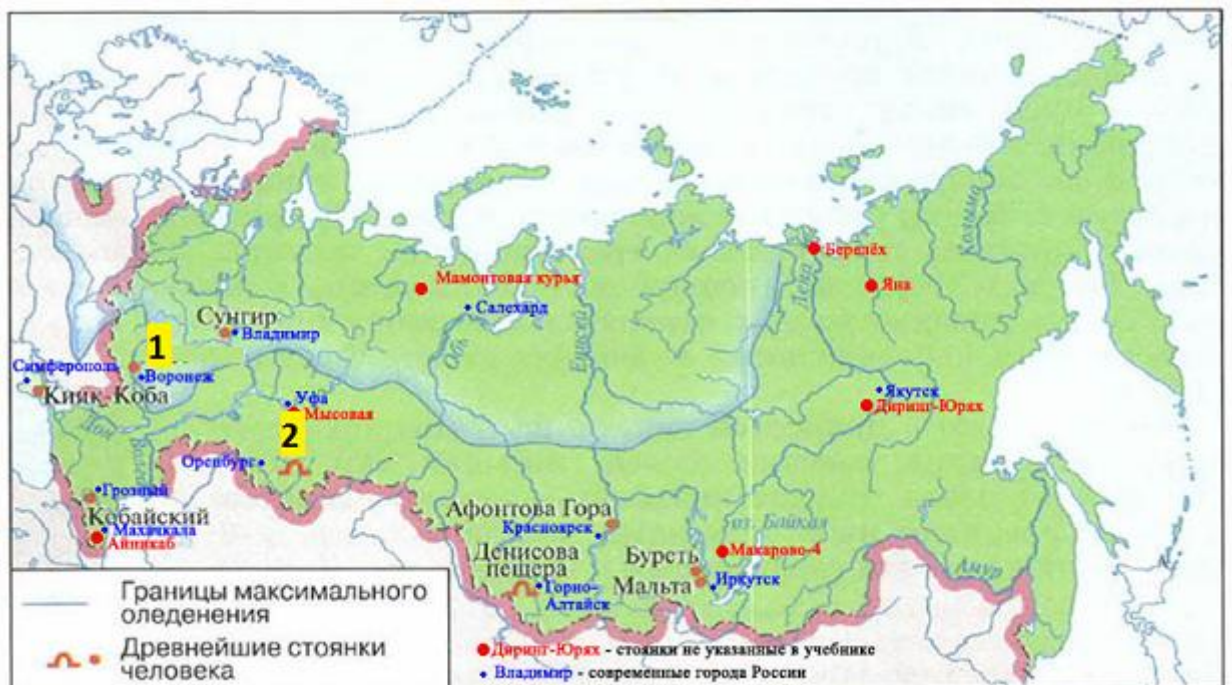 Берелёх
Колыма
Лена
Яна
Мамонтовая курья
Салехард
Обь
Енисей
Сунгир
Владимир
1
Симферополь
Воронеж
Кияк-Коба
Якутск
Диринг-Юрях
Уфа
Мысовая
Дон
Волга
2
Оренбург
Грозный
Кобайский
Махачкала
Айникаб
Афонтова Гора
Красноярск
оз. Байкал
Денисова
пещера
Бурсть
Макарово-4
Мальта
Иркутск
Горно-
Алтайск
Амур
Границы максимального
оледенения
Древнейшие стоянки
человека
Диринг-Юрях - стоянки не указанные в учебнике
Владимир - современные города России